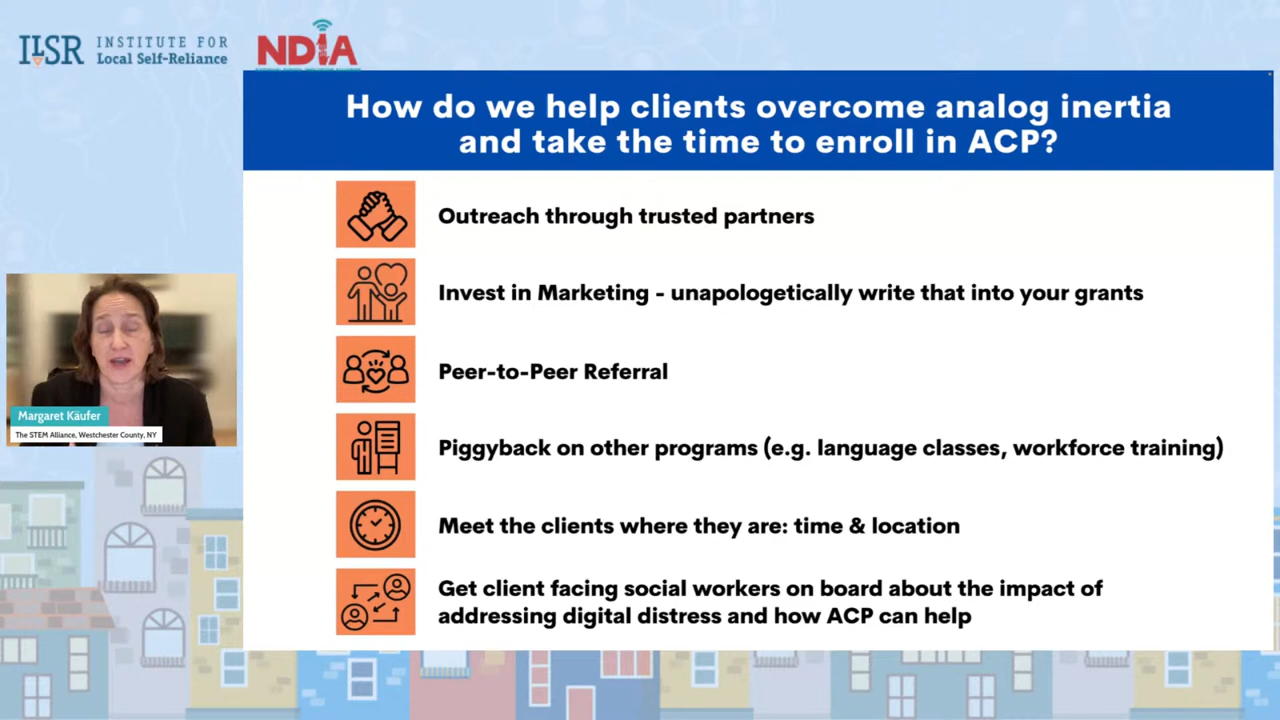 ILSR
INSTITUTE FOR
Local Self-Reliance
NDIA
How do we help clients overcome analog inertia
and take the time to enroll in ACP?
Outreach through trusted partners
Invest in Marketing - unapologetically write that into your grants
Peer-to-Peer Referral
Margaret Käufer
The STEM Alliance, Westchester County, NY
Piggyback on other programs (e.g. language classes, workforce training)
Meet the clients where they are: time & location
Get client facing social workers on board about the impact of
addressing digital distress and how ACP can help